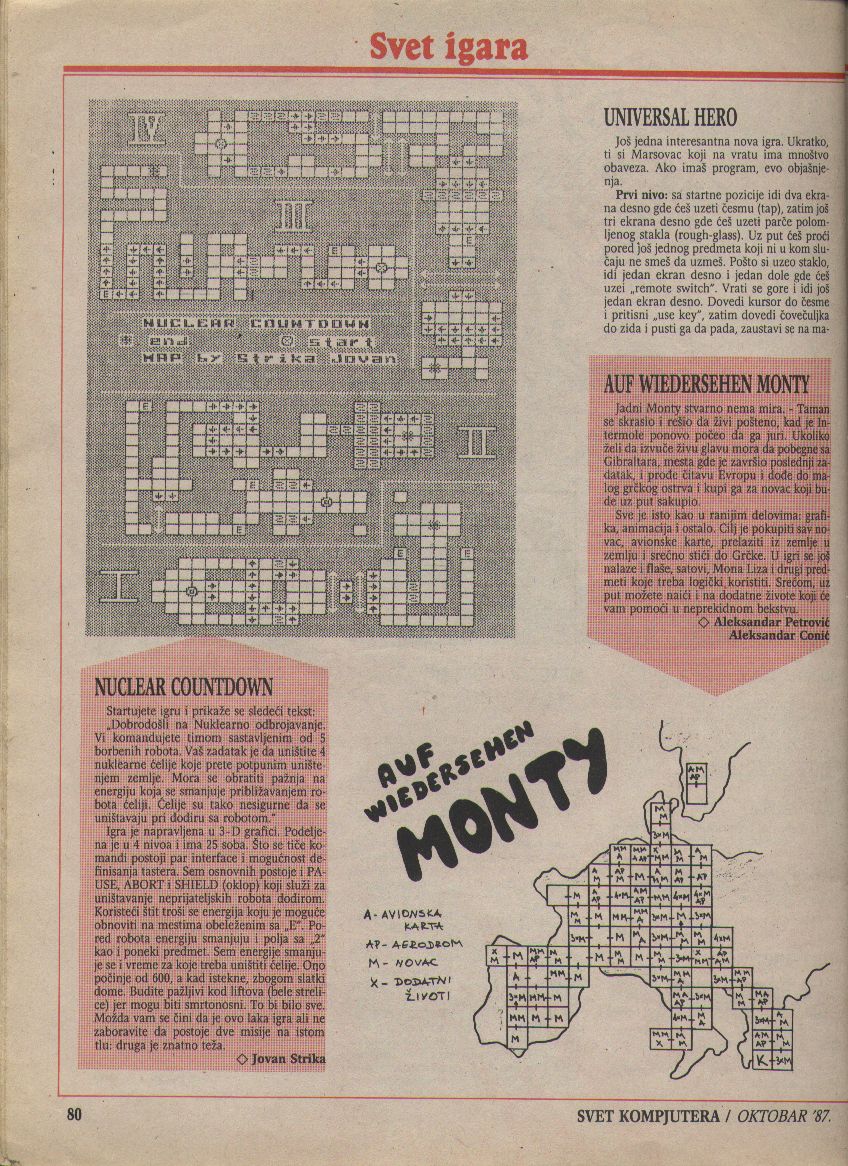 Svet igara
IV
III
NUCLEAR COUNTDOWN
end start
MAP by Strika Jovan
II
I
UNIVERSAL HERO
Još jedna interesantna nova igra. Ukratko,
ti si Marsovac koji na vratu ima mnoštvo
obaveza. Ako imaš program, evo objašnje-
nja.
Prvi nivo: sa startne pozicije idi dva ekra-
na desno gde ćeš uzeti česmu (tap), zatim još
tri ekrana desno gde ćeš uzeti parče polom-
ljenog stakla (rough-glass). Uz put ćeš proći
pored još jednog predmeta koji ni u kom slu-
čaju ne smeš da uzmeš. Pošto si uzeo staklo,
idi jedan ekran desno i jedan dole gde ćeš
uzei „remote switch”. Vrati se gore i idi još
jedan ekran desno. Dovedi kursor do česme
i pritisni „use key”, zatim dovedi čovečuljka
do zida i pusti ga da pada, zaustavi se na ma-
AUF WIEDERSEHEN MONTY
Jadni Monty stvarno nema mira. - Taman
se skrasio i rešio da živi pošteno, kad je In-
termole ponovo počeo da ga juri. Ukoliko
želi da izvuče živu glavu mora da pobegne sa
Gibraltara, mesta gde je završio poslednji za-
datak, i prođe čitavu Evropu i dođe do ma-
log grčkog ostrva i kupi ga za novac koji bu-
de uz put sakupio.
Sve je isto kao u ranijim delovima: grafi-
ka, animacija i ostalo. Cilj je pokupiti sav no-
vac, avionske karte, prelaziti iz zemlje u
zemlju i srećno stići do Grčke. U igri se još
nalaze i flaše, satovi, Mona Liza i drugi pred-
meti koje treba logički koristiti. Srećom, uz
put možete naići i na dodatne živote koji će
vam pomoći u neprekidnom bekstvu.
◇ Aleksandar Petrović
Aleksandar Conić
NUCLEAR COUNTDOWN
Startujete igru i prikaže se sledeći tekst:
„Dobrodošli na Nuklearno odbrojavanje.
Vi komandujete timom sastavljenim od 5
borbenih robota. Vaš zadatak je da uništite 4
nuklearne ćelije koje prete potpunim unište-
njem zemlje. Mora se obratiti pažnja na
energiju koja se smanjuje približavanjem ro-
bota ćeliji. Ćelije su tako nesigurne da se
uništavaju pri dodiru sa robotom.”
Igra je napravljena u 3-D grafici. Podelje-
na je u 4 nivoa i ima 25 soba. Što se tiče ko-
mandi postoji par interface i mogućnost de-
finisanja tastera. Sem osnovnih postoje i PA-
USE, ABORT i SHIELD (oklop) koji služi za
uništavanje neprijateljskih robota dodirom.
Koristeći štit troši se energija koju je moguće
obnoviti na mestima obeleženim sa „E”. Po-
red robota energiju smanjuju i polja sa „2”
kao i poneki predmet. Sem energije smanju-
je se i vreme za koje treba uništiti ćelije. Ono
počinje od 600, a kad istekne, zbogom slatki
dome. Budite pažljivi kod liftova (bele streli-
ce) jer mogu biti smrtonosni. To bi bilo sve.
Možda vam se čini da je ovo laka igra ali ne
zaboravite da postoje dve misije na istom
tlu: druga je znatno teža.
◇ Jovan Strika
AUF
WIEDERSEHEN
MONTY
A - AVIONSKA
KARTA
AP - AERODROM
M - NOVAC
X - DODATNI
ŽIVOTI
80
SVET KOMPJUTERA / OKTOBAR '87.